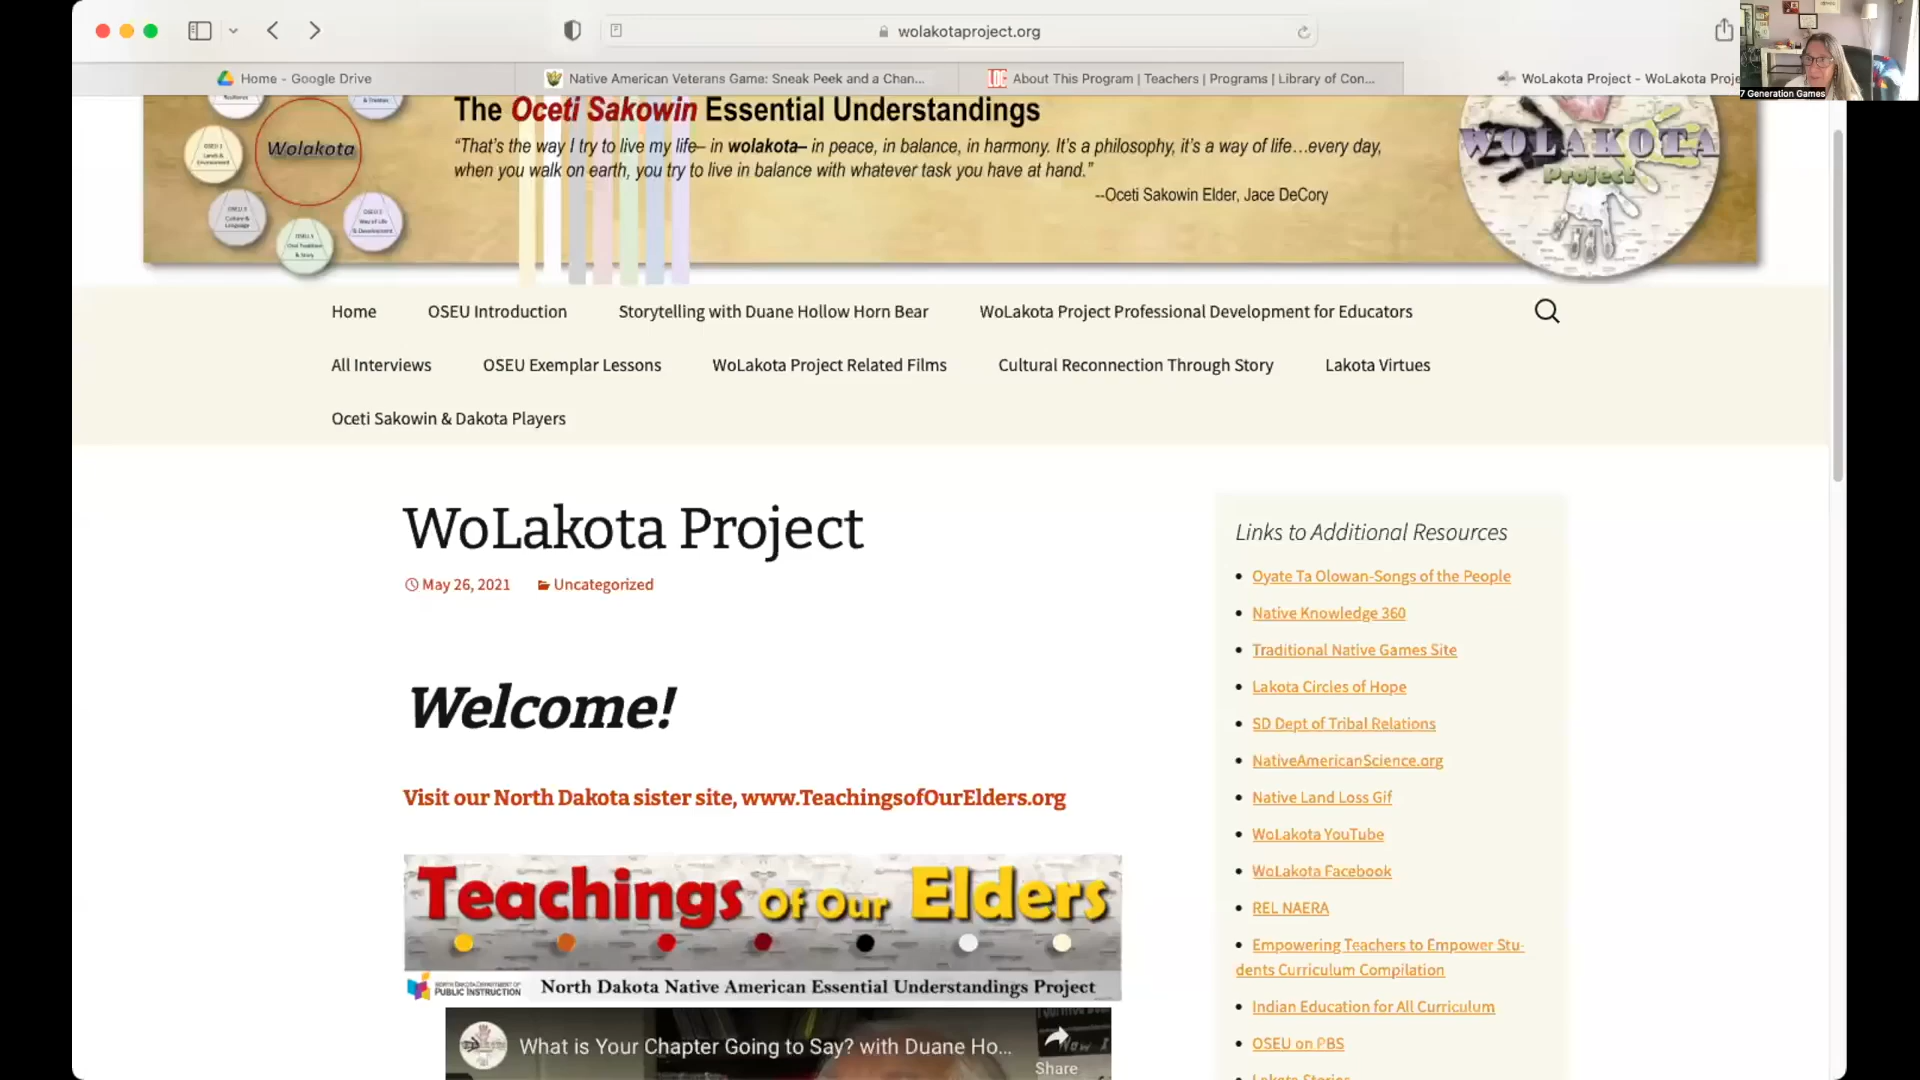 wolakotaproject.org
Home - Google Drive
Native American Veterans Game: Sneak Peek and a Chan...
About This Program | Teachers | Programs | Library of Con...
WoLakota Project - WoLakota Proje
7 Generation Games
The Oceti Sakowin Essential Understandings
“That’s the way I try to live my life– in wolakota– in peace, in balance, in harmony. It’s a philosophy, it’s a way of life…every day,
when you walk on earth, you try to live in balance with whatever task you have at hand.”
--Oceti Sakowin Elder, Jace DeCory
Wolakota
WOLAKOTA
Project
Home
OSEU Introduction
Storytelling with Duane Hollow Horn Bear
WoLakota Project Professional Development for Educators
All Interviews
OSEU Exemplar Lessons
WoLakota Project Related Films
Cultural Reconnection Through Story
Lakota Virtues
Oceti Sakowin & Dakota Players
WoLakota Project
May 26, 2021
Uncategorized
Welcome!
Visit our North Dakota sister site, www.TeachingsofOurElders.org
Teachings of Our Elders
PUBLIC INSTRUCTION
North Dakota Native American Essential Understandings Project
What is Your Chapter Going to Say? with Duane Ho...
Share
Links to Additional Resources
Oyate Ta Olowan-Songs of the People
Native Knowledge 360
Traditional Native Games Site
Lakota Circles of Hope
SD Dept of Tribal Relations
NativeAmericanScience.org
Native Land Loss Gif
WoLakota YouTube
WoLakota Facebook
REL NAERA
Empowering Teachers to Empower Stu-
dents Curriculum Compilation
Indian Education for All Curriculum
OSEU on PBS
Lakota Stories